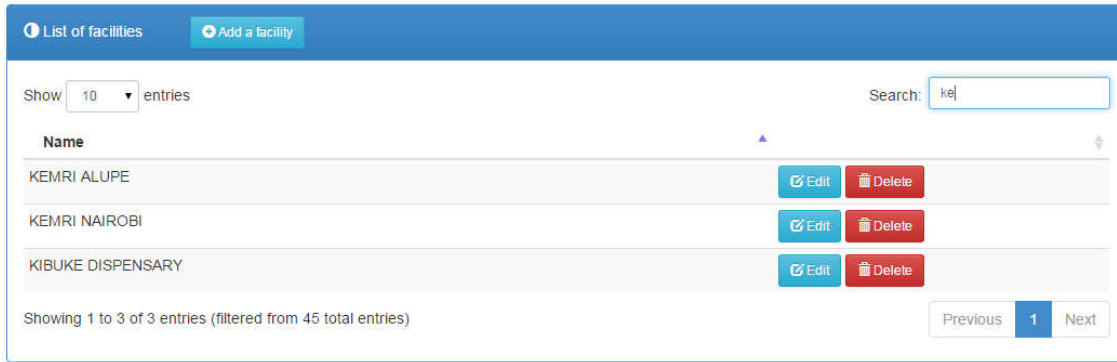 List of facilities Add a facility
Show 10 entries Search: ke
Name
KEMRI ALUPE Edit Delete
KEMRI NAIROBI Edit Delete
KIBUKE DISPENSARY Edit Delete
Showing 1 to 3 of 3 entries (filtered from 45 total entries) Previous 1 Next